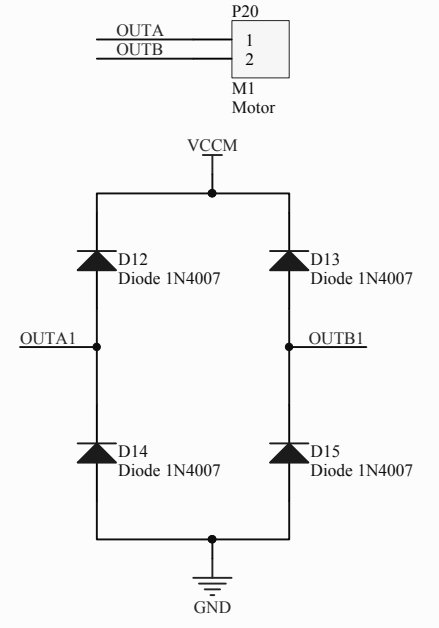 P20
OUTA
OUTB
1
2
M1
Motor
VCCM
D12
Diode 1N4007
D13
Diode 1N4007
OUTA1
OUTB1
D14
Diode 1N4007
D15
Diode 1N4007
GND